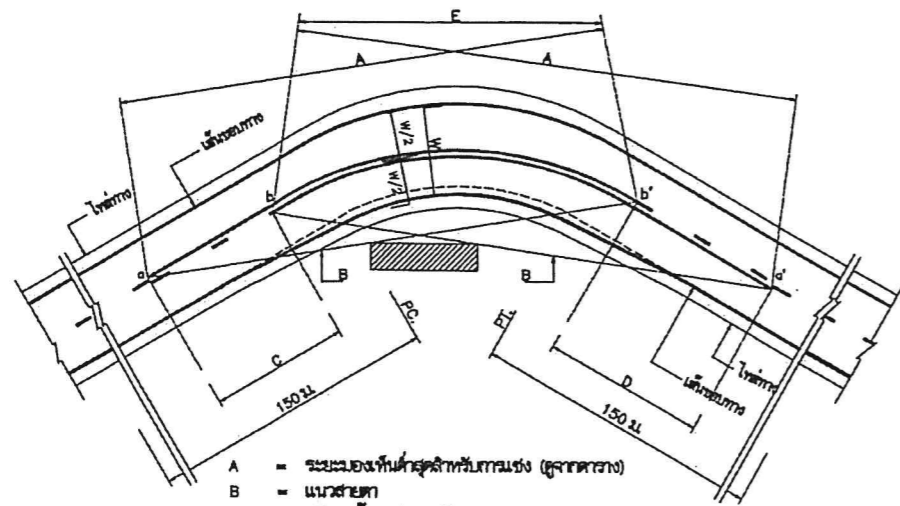 E
A
A
เส้นขอบทาง
W/2
W
W/2
ไหล่ทาง
b
b'
a
a'
B
B
P.C.
P.T.
C
D
เส้นขอบทาง
ไหล่ทาง
150 ม
150 ม
A = ระยะมองเห็นต่ำสุดสำหรับการแซง (ดูจากตาราง)
B = แนวสายตา